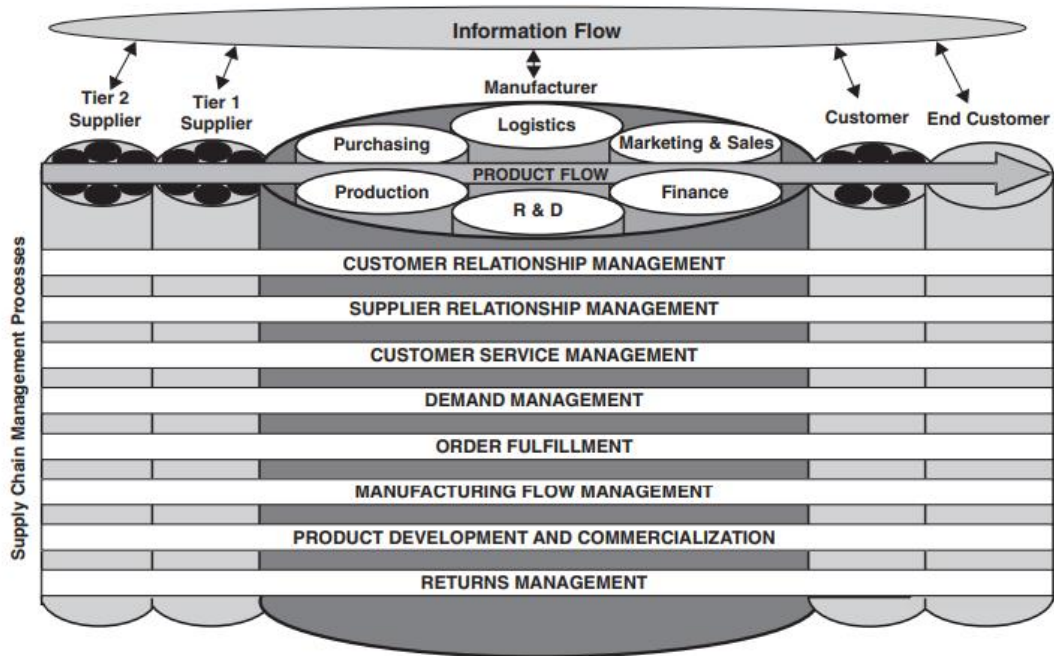 Information Flow
Manufacturer
Tier 2
Supplier
Tier 1
Supplier
Customer
End Customer
Logistics
Purchasing
Marketing & Sales
PRODUCT FLOW
Production
Finance
R & D
Supply Chain Management Processes
CUSTOMER RELATIONSHIP MANAGEMENT
SUPPLIER RELATIONSHIP MANAGEMENT
CUSTOMER SERVICE MANAGEMENT
DEMAND MANAGEMENT
ORDER FULFILLMENT
MANUFACTURING FLOW MANAGEMENT
PRODUCT DEVELOPMENT AND COMMERCIALIZATION
RETURNS MANAGEMENT